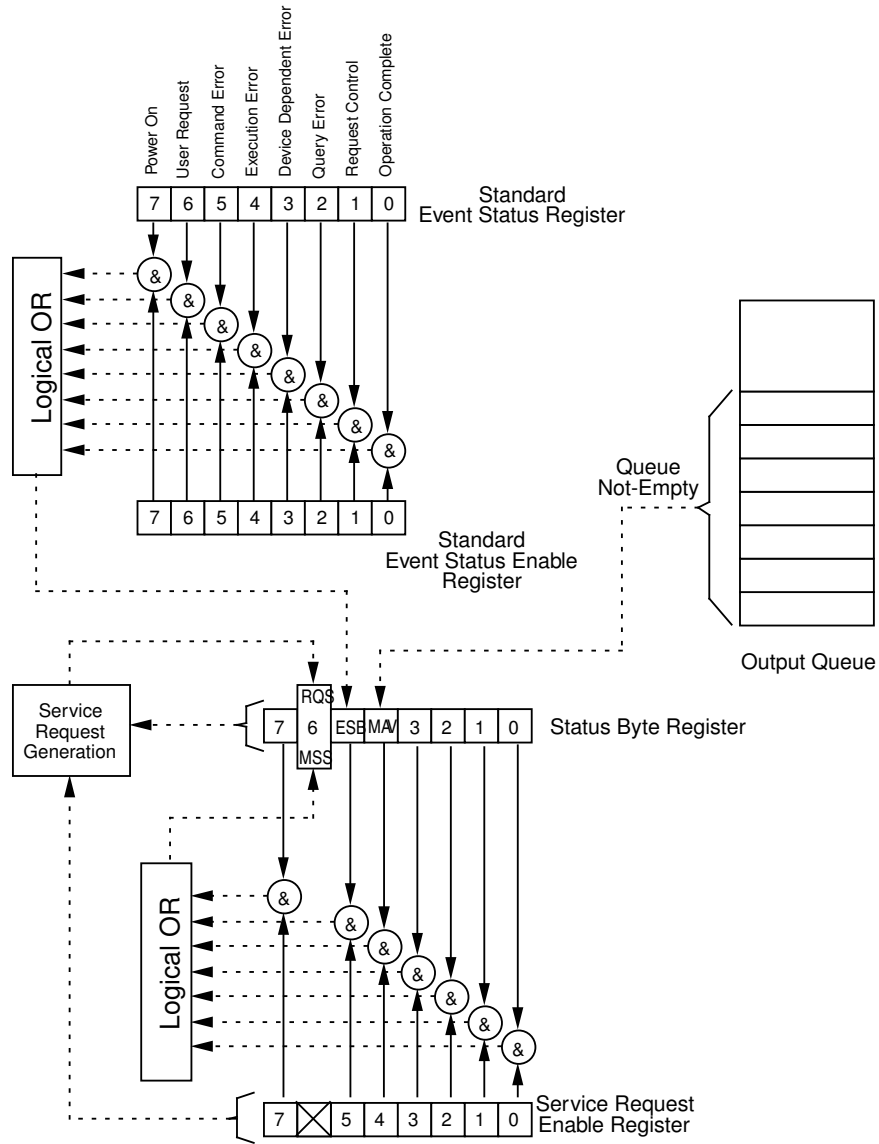 Power On
User Request
Command Error
Execution Error
Device Dependent Error
Query Error
Request Control
Operation Complete
7 6 5 4 3 2 1 0
Standard
Event Status Register
& & & & & & & &
Logical OR
7 6 5 4 3 2 1 0
Standard
Event Status Enable
Register
Queue
Not-Empty
Output Queue
Service
Request
Generation
RQS
7 6 ESB MAV 3 2 1 0
MSS
Status Byte Register
& & & & & & &
Logical OR
7 5 4 3 2 1 0
Service Request
Enable Register